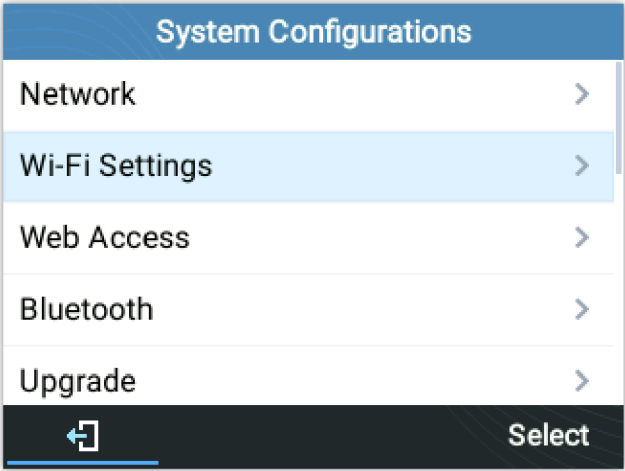 System Configurations
Network
Wi-Fi Settings
Web Access
Bluetooth
Upgrade
Select